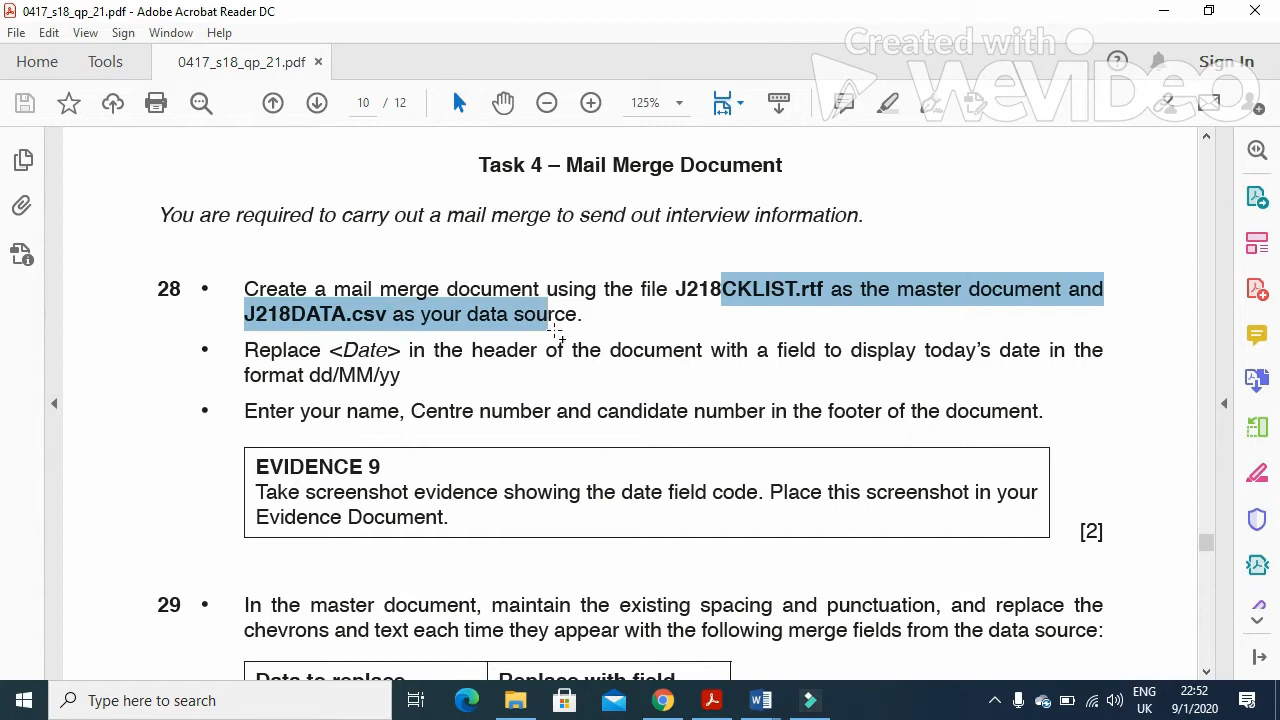 0417_s18_qp_21.pdf - Adobe Acrobat Reader DC
File Edit View Sign Window Help
Home Tools 0417_s18_qp_21.pdf × Sign In
Created with
WeVideo
10 / 12 125%
Task 4 – Mail Merge Document
You are required to carry out a mail merge to send out interview information.
28 • Create a mail merge document using the file J218CKLIST.rtf as the master document and
J218DATA.csv as your data source.
• Replace <Date> in the header of the document with a field to display today's date in the
format dd/MM/yy
• Enter your name, Centre number and candidate number in the footer of the document.
EVIDENCE 9
Take screenshot evidence showing the date field code. Place this screenshot in your
Evidence Document.
[2]
29 • In the master document, maintain the existing spacing and punctuation, and replace the
chevrons and text each time they appear with the following merge fields from the data source:
Data to replace Replace with field
Type here to search
ENG 22:52
UK 9/1/2020